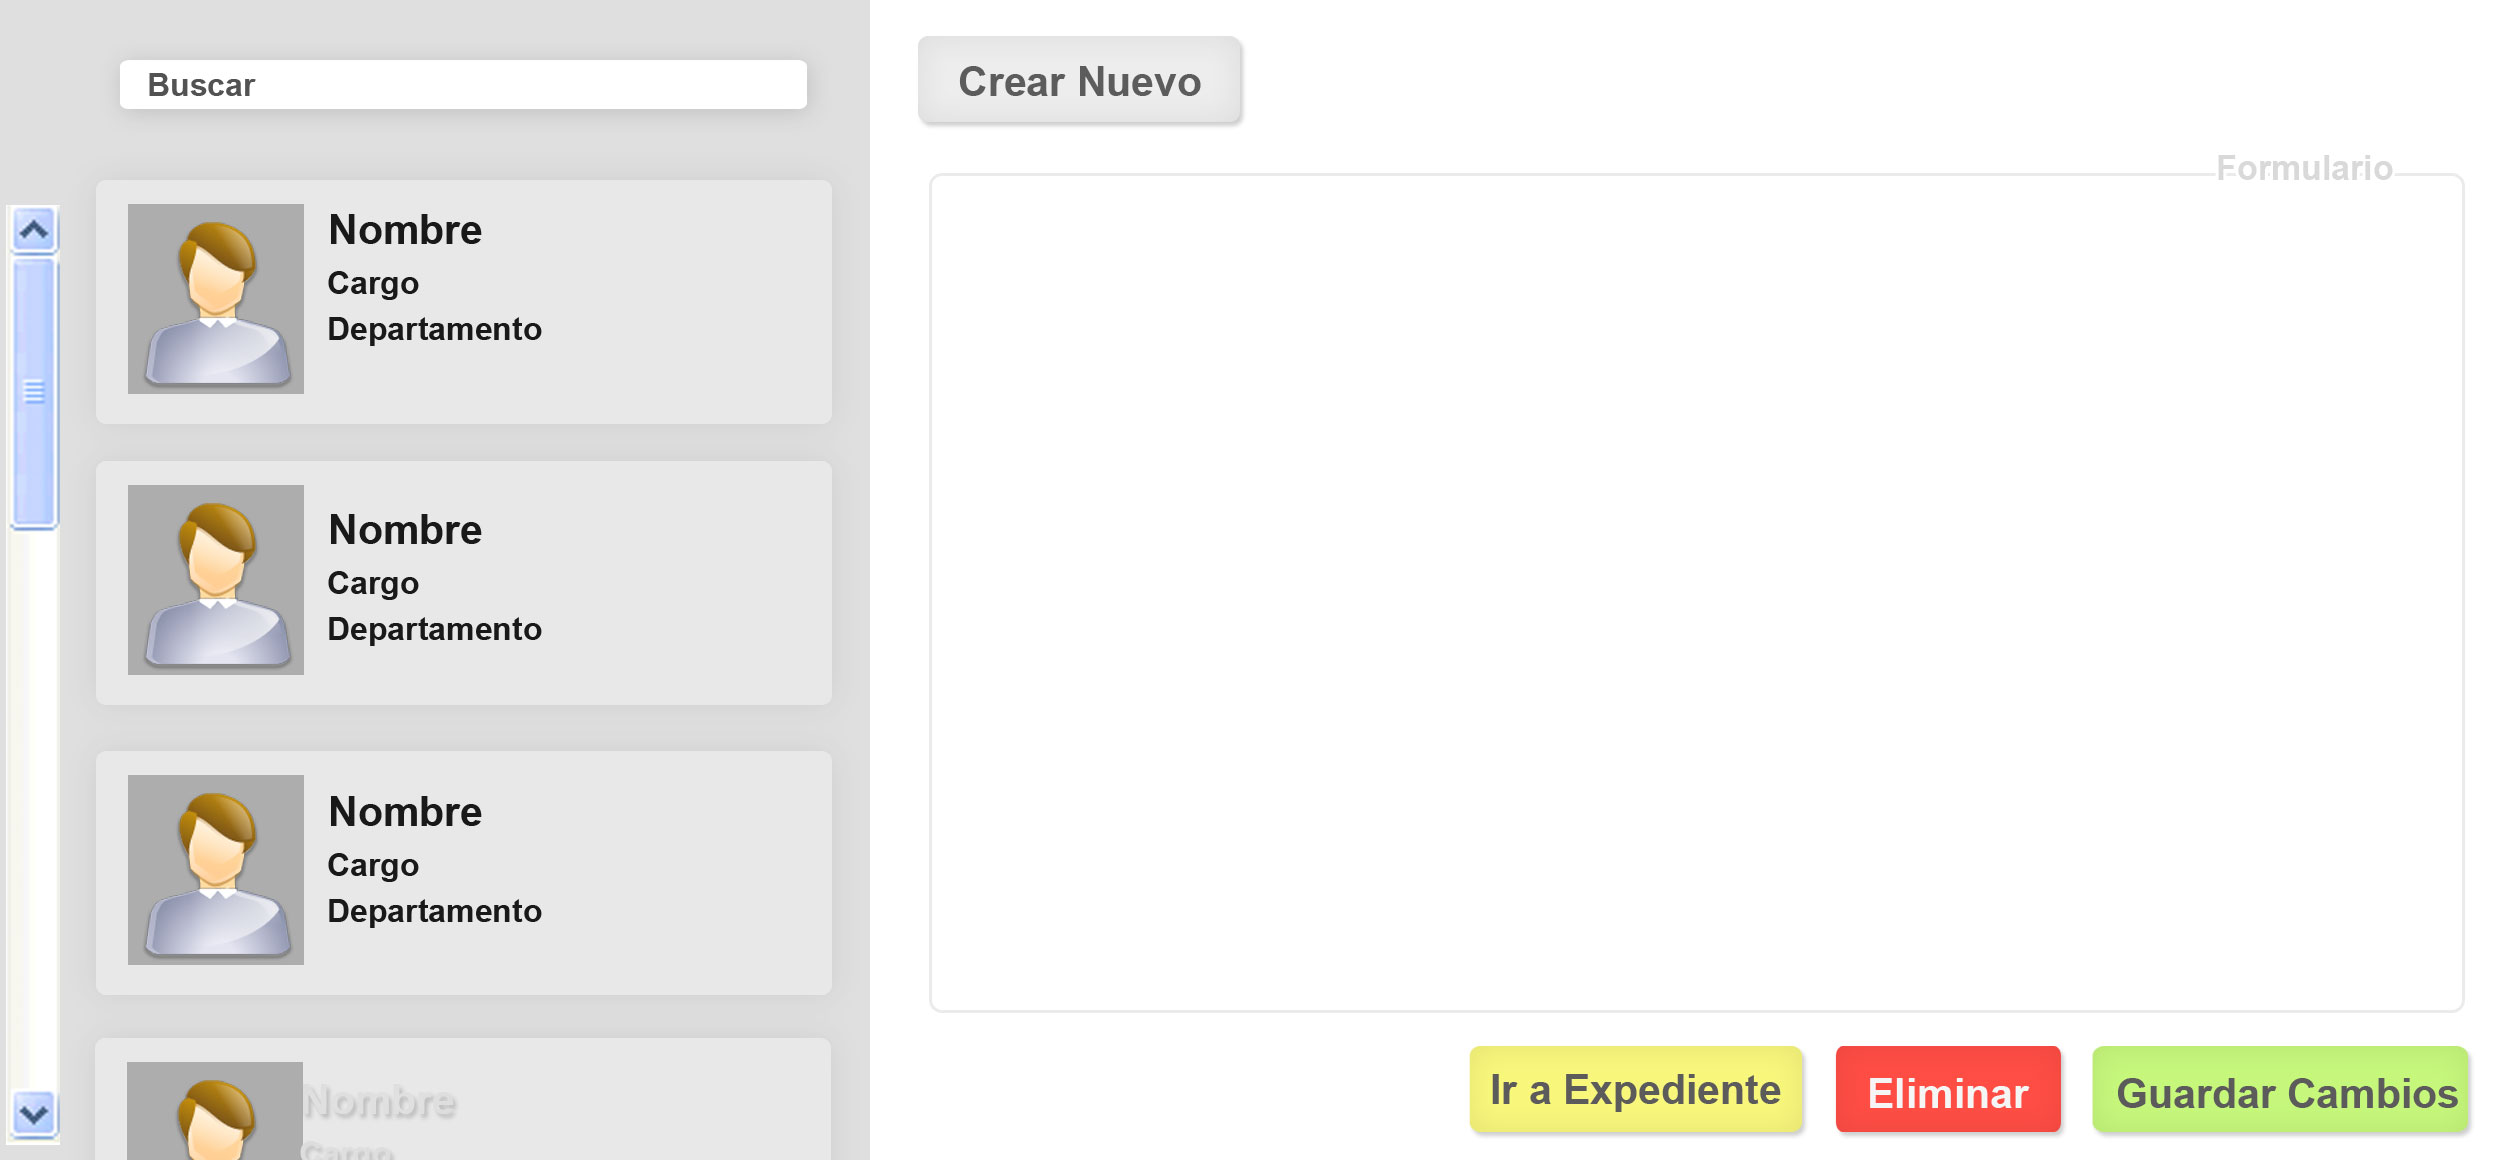 Buscar
Nombre
Cargo
Departamento
Nombre
Cargo
Departamento
Nombre
Cargo
Departamento
Nombre
Cargo
Crear Nuevo
Formulario
Ir a Expediente
Eliminar
Guardar Cambios